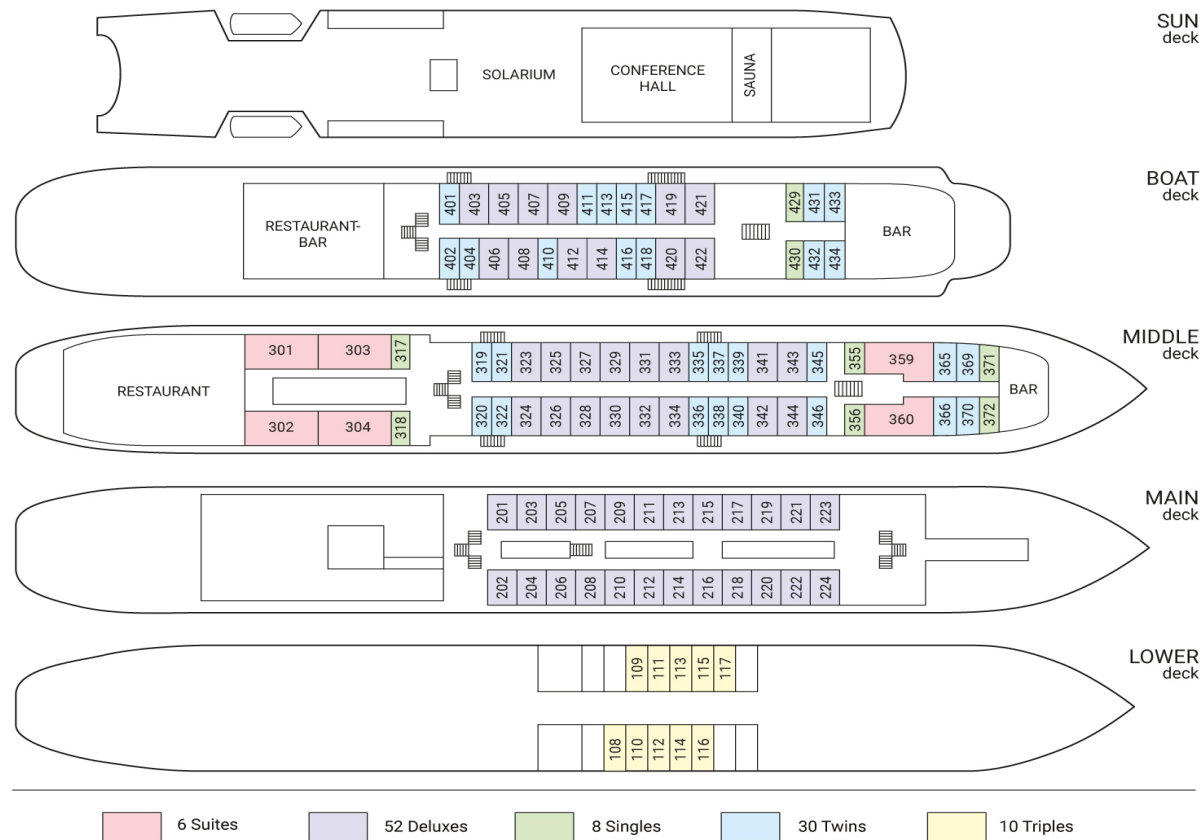 SUN
deck
SOLARIUM
CONFERENCE
HALL
SAUNA
BOAT
deck
RESTAURANT-
BAR
401 403 405 407 409 411 413 415 417 419 421
429 431 433
402 404 406 408 410 412 414 416 418 420 422
430 432 434
BAR
MIDDLE
deck
RESTAURANT
301 303 317
302 304 318
319 321 323 325 327 329 331 333 335 337 339 341 343 345
320 322 324 326 328 330 332 334 336 338 340 342 344 346
355 359 365 369 371
356 360 366 370 372
BAR
MAIN
deck
201 203 205 207 209 211 213 215 217 219 221 223
202 204 206 208 210 212 214 216 218 220 222 224
LOWER
deck
109 111 113 115 117
108 110 112 114 116
6 Suites
52 Deluxes
8 Singles
30 Twins
10 Triples